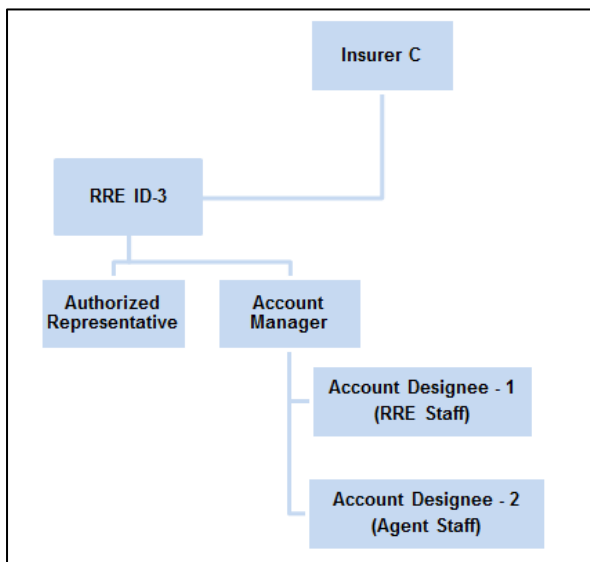 Insurer C
RRE ID-3
Authorized
Representative
Account
Manager
Account Designee - 1
(RRE Staff)
Account Designee - 2
(Agent Staff)